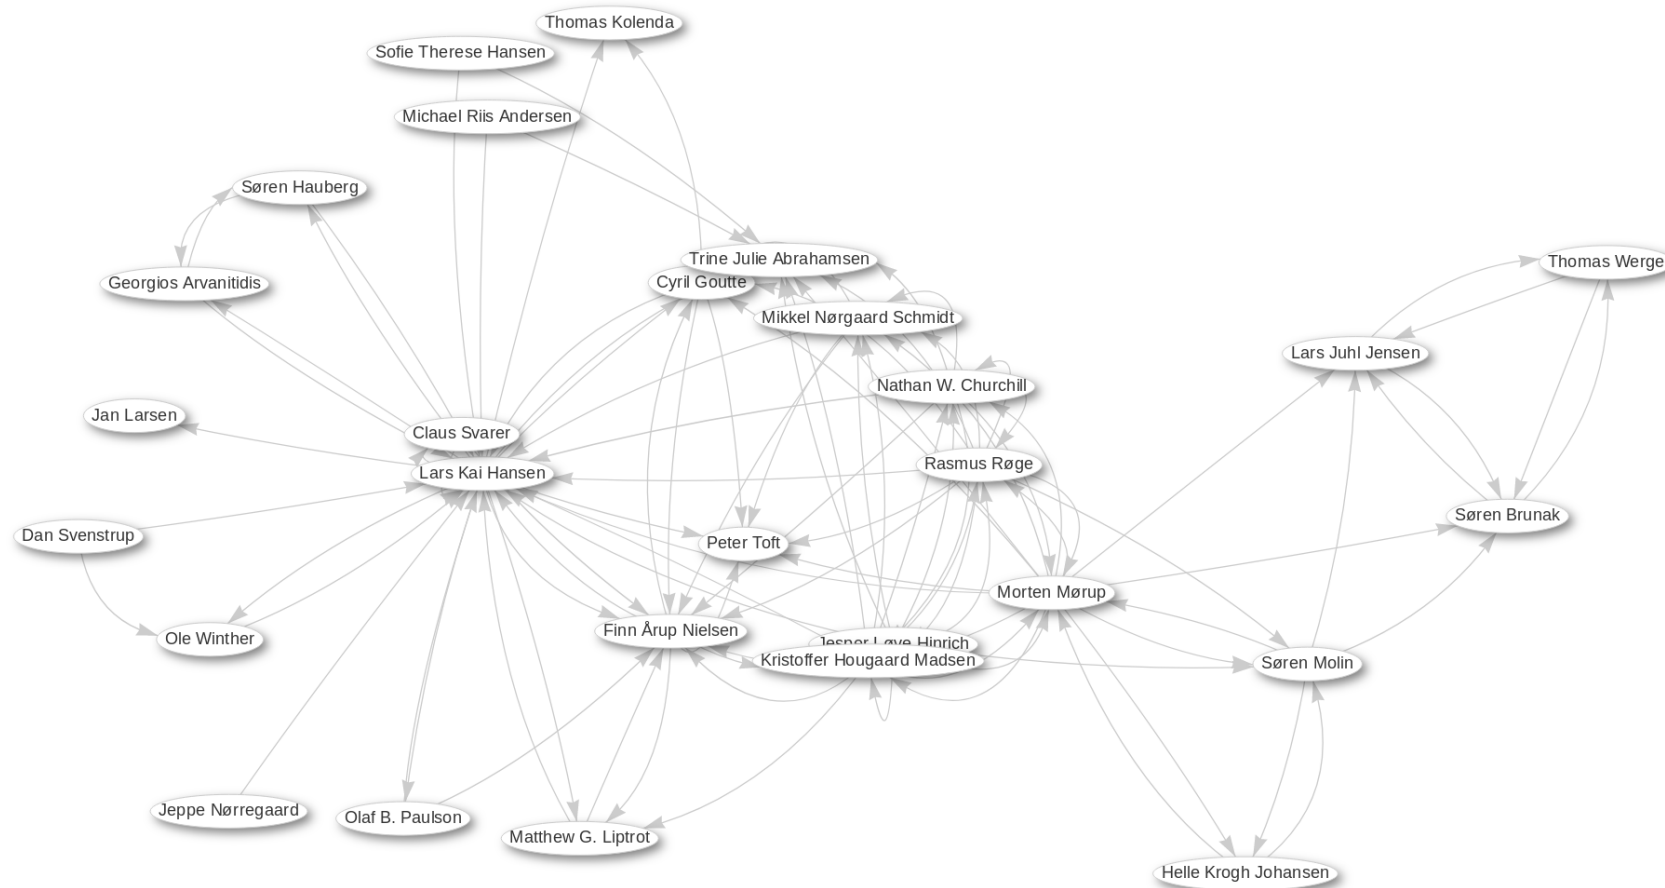 Thomas Kolenda
Sofie Therese Hansen
Michael Riis Andersen
Søren Hauberg
Trine Julie Abrahamsen
Thomas Werge
Georgios Arvanitidis
Cyril Goutte
Mikkel Nørgaard Schmidt
Lars Juhl Jensen
Nathan W. Churchill
Jan Larsen
Claus Svarer
Rasmus Røge
Lars Kai Hansen
Søren Brunak
Dan Svenstrup
Peter Toft
Morten Mørup
Finn Årup Nielsen
Ole Winther
Jesper Løve Hinrich
Kristoffer Hougaard Madsen
Søren Molin
Jeppe Nørregaard
Olaf B. Paulson
Matthew G. Liptrot
Helle Krogh Johansen